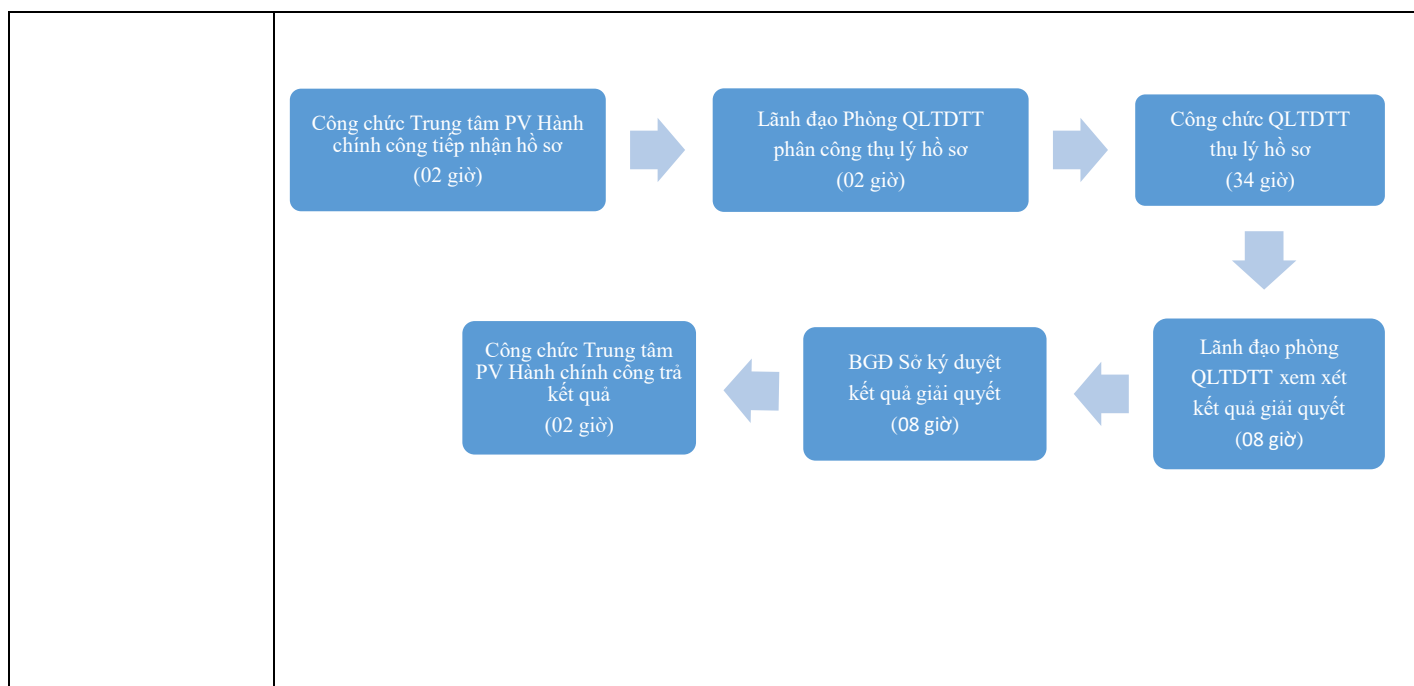 Công chức Trung tâm PV Hành
chính công tiếp nhận hồ sơ
(02 giờ)
Lãnh đạo Phòng QLTDTT
phân công thụ lý hồ sơ
(02 giờ)
Công chức QLTDTT
thụ lý hồ sơ
(34 giờ)
Lãnh đạo phòng
QLTDTT xem xét
kết quả giải quyết
(08 giờ)
BGĐ Sở ký duyệt
kết quả giải quyết
(08 giờ)
Công chức Trung tâm
PV Hành chính công trả
kết quả
(02 giờ)